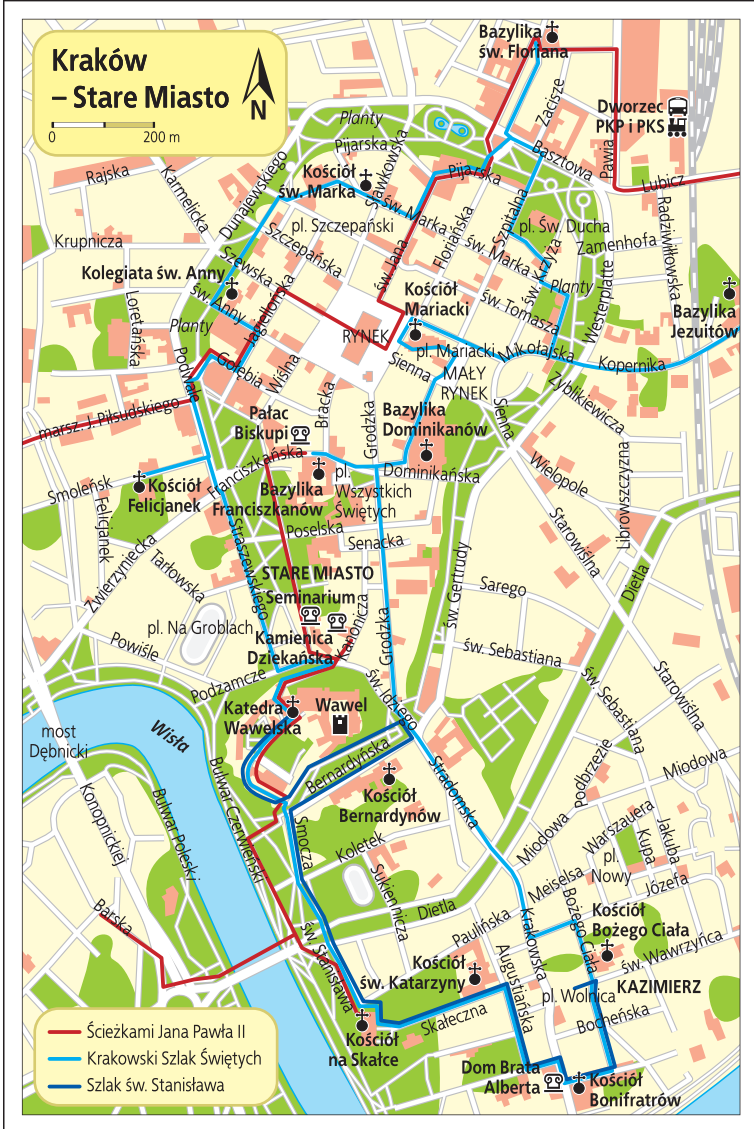 Kraków
– Stare Miasto
N
0
200 m
Bazylika
św. Floriana
Dworzec
PKP i PKS
Zacisze
Pawia
Basztowa
Lubicz
Planty
Pijarska
Sławkowska
Pijarska
Rajska
Karmelicka
Dunajewskiego
Kościół
św. Marka
św. Marka
Floriańska
Szpitalna
pl. Św. Ducha
Radziwiłłowska
Zamenhofa
Krupnicza
pl. Szczepański
Szczepańska
św. Jana
św. Marka
św. Krzyża
Westerplatte
Szewska
Kolegiata św. Anny
św. Anny
Jagiellońska
Kościół
Mariacki
św. Tomasza
Planty
Bazylika
Jezuitów
Loretańska
Planty
RYNEK
pl. Mariacki
Mikołajska
Kopernika
Sienna
MAŁY
RYNEK
Gołębia
Wiślna
Podwale
Bracka
Grodzka
Sienna
Zyblikiewicza
marsz. J. Piłsudskiego
Pałac
Biskupi
Bazylika
Dominikanów
Franciszkańska
Dominikańska
Wielopole
Librowszczyzna
Smoleńsk
Kościół
Felicjanek
Felicjanek
Bazylika
Franciszkanów
pl.
Wszystkich
Świętych
Poselska
Senacka
Starowiślna
Zwierzyniecka
Tarłowska
Straszewskiego
STARE MIASTO
Seminarium
Kamienica
Dziekańska
Kanonicza
Grodzka
św. Gertrudy
Sarego
Dietla
pl. Na Groblach
Powiśle
Podzamcze
św. Idziego
św. Sebastiana
św. Sebastiana
Starowiślna
Katedra
Wawelska
Wawel
most
Dębnicki
Wisła
Bernardyńska
Kościół
Bernardynów
Stradomska
Podbrzezie
Miodowa
Miodowa
Konopnickiej
Bulwar Poleski
Bulwar Czerwieński
Smocza
Koletek
Sukiennicza
Warszauera
Kupa
Jakuba
pl.
Nowy
Józefa
Meiselsa
Dietla
Paulińska
Krakowska
Bożego Ciała
Kościół
Bożego Ciała
Barska
św. Stanisława
Kościół
św. Katarzyny
Augustiańska
św. Wawrzyńca
KAZIMIERZ
pl. Wolnica
Bocheńska
Skałeczna
Kościół
na Skałce
Dom Brata
Alberta
Kościół
Bonifratrów
Ścieżkami Jana Pawła II
Krakowski Szlak Świętych
Szlak św. Stanisława